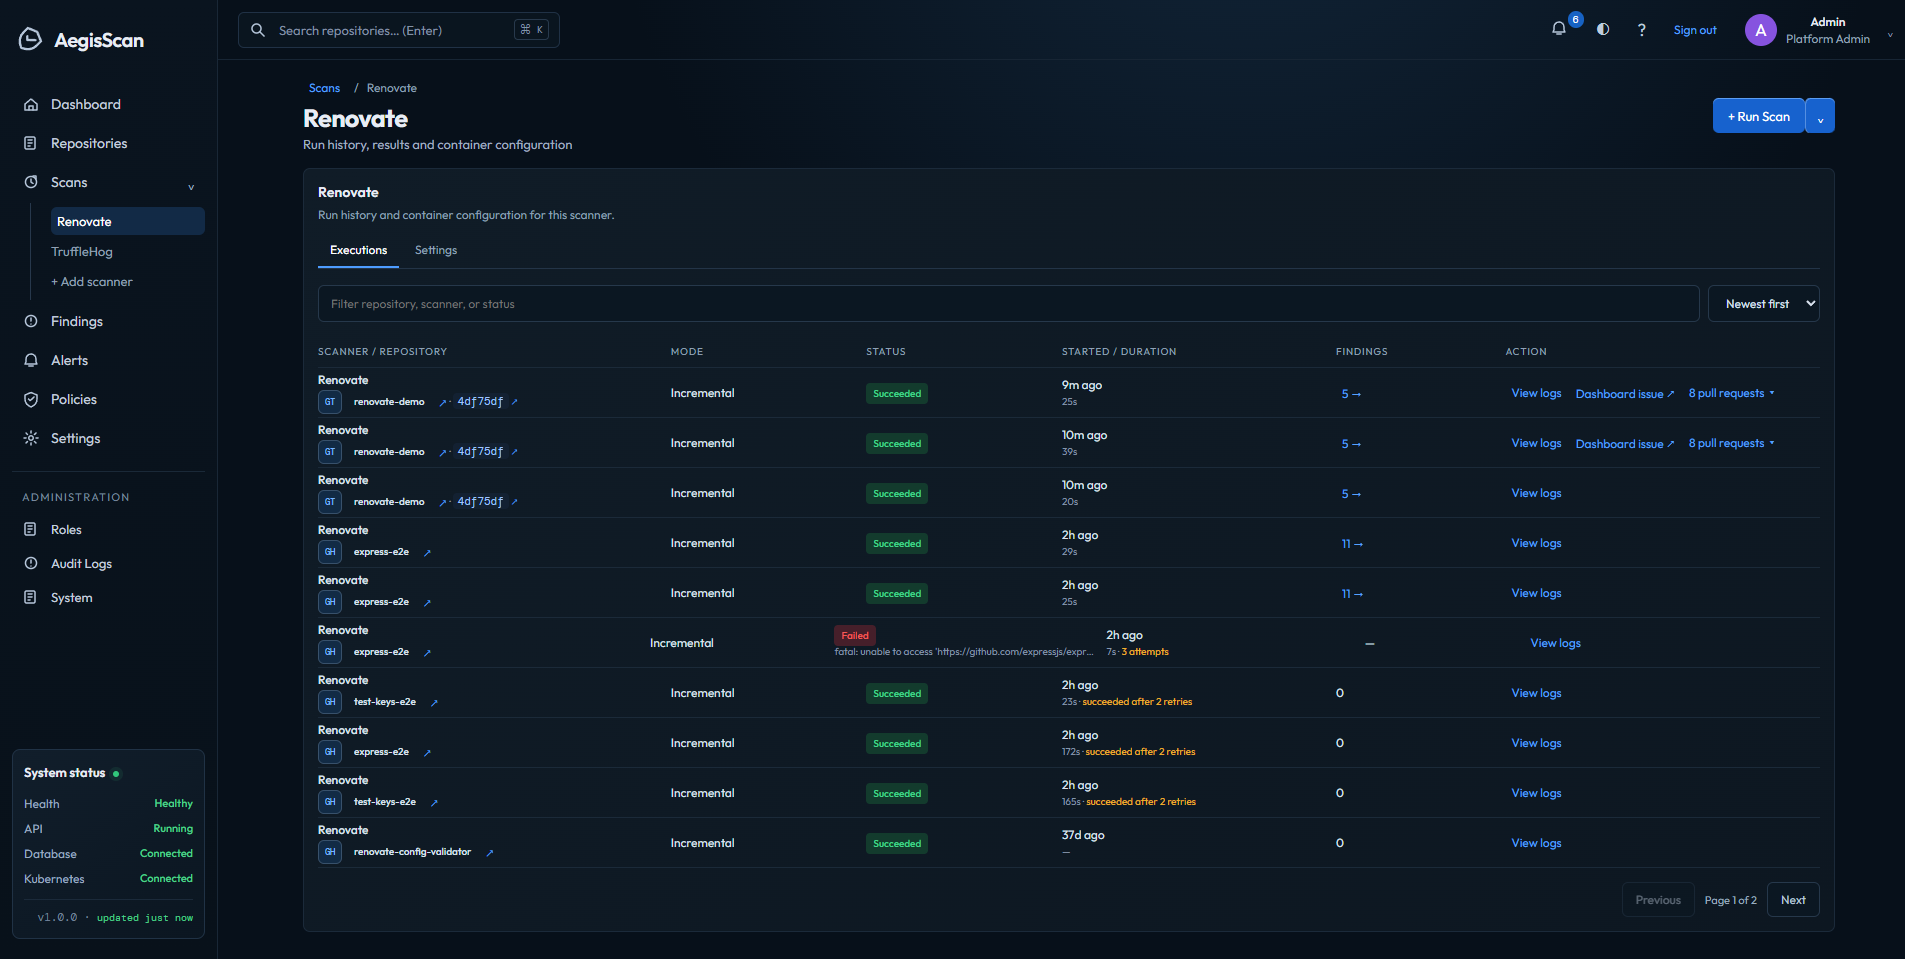 AegisScan
Search repositories... (Enter)
⌘ K
6
?
Sign out
A
Admin
Platform Admin
Dashboard
Repositories
Scans
Renovate
TruffleHog
+ Add scanner
Findings
Alerts
Policies
Settings
ADMINISTRATION
Roles
Audit Logs
System
System status
Health Healthy
API Running
Database Connected
Kubernetes Connected
v1.0.0 · updated just now
Scans / Renovate
Renovate
Run history, results and container configuration
+ Run Scan
Renovate
Run history and container configuration for this scanner.
Executions Settings
Filter repository, scanner, or status
Newest first
SCANNER / REPOSITORY MODE STATUS STARTED / DURATION FINDINGS ACTION
Renovate
GT renovate-demo ↗ · 4df75df ↗
Incremental
Succeeded
9m ago
25s
5 →
View logs Dashboard issue ↗ 8 pull requests ▾
Renovate
GT renovate-demo ↗ · 4df75df ↗
Incremental
Succeeded
10m ago
39s
5 →
View logs Dashboard issue ↗ 8 pull requests ▾
Renovate
GT renovate-demo ↗ · 4df75df ↗
Incremental
Succeeded
10m ago
20s
5 →
View logs
Renovate
GH express-e2e ↗
Incremental
Succeeded
2h ago
29s
11 →
View logs
Renovate
GH express-e2e ↗
Incremental
Succeeded
2h ago
25s
11 →
View logs
Renovate
GH express-e2e ↗
Incremental
Failed
fatal: unable to access 'https://github.com/expressjs/expr...
2h ago
7s · 3 attempts
—
View logs
Renovate
GH test-keys-e2e ↗
Incremental
Succeeded
2h ago
23s · succeeded after 2 retries
0
View logs
Renovate
GH express-e2e ↗
Incremental
Succeeded
2h ago
172s · succeeded after 2 retries
0
View logs
Renovate
GH test-keys-e2e ↗
Incremental
Succeeded
2h ago
165s · succeeded after 2 retries
0
View logs
Renovate
GH renovate-config-validator ↗
Incremental
Succeeded
37d ago
—
0
View logs
Previous Page 1 of 2 Next